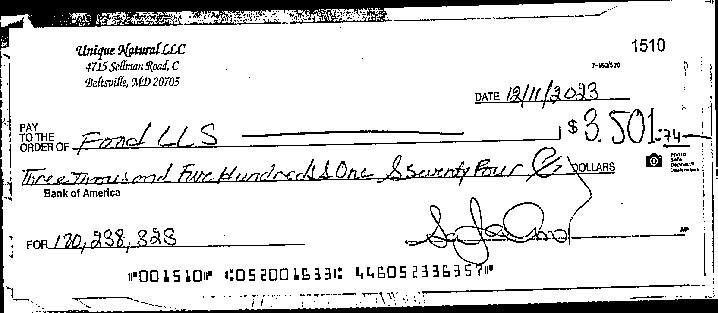 Unique Natural LLC
4715 Sellman Road, C
Beltsville, MD 20705
1510
DATE 12/11/2023
PAY TO THE ORDER OF Fond LLS
$ 3.501.74
Three Thousand Five Hundred & One & Seventy Four DOLLARS
Bank of America
FOR 120,238,328
⑈001510⑈ ⑆052001633⑆ 446052336357⑈